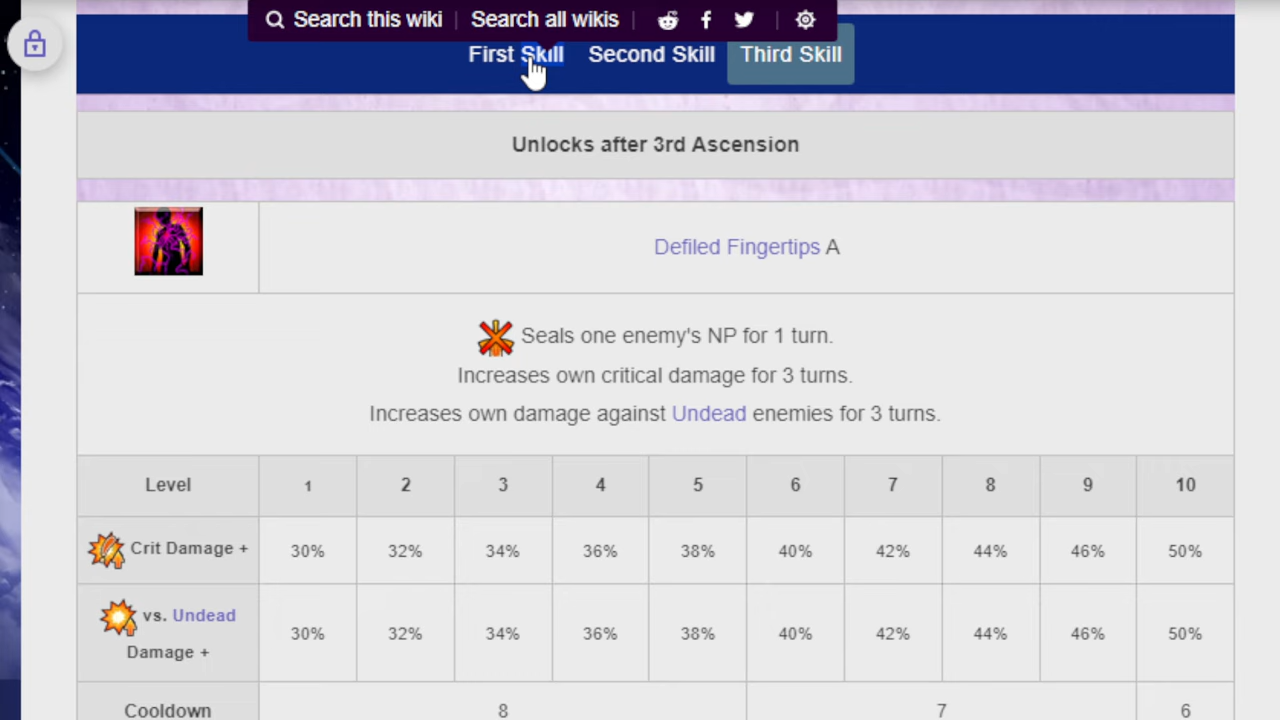 Search this wiki Search all wikis
First Skill Second Skill Third Skill
Unlocks after 3rd Ascension
Defiled Fingertips A
Seals one enemy's NP for 1 turn.
Increases own critical damage for 3 turns.
Increases own damage against Undead enemies for 3 turns.
Level 1 2 3 4 5 6 7 8 9 10
Crit Damage + 30% 32% 34% 36% 38% 40% 42% 44% 46% 50%
vs. Undead
Damage + 30% 32% 34% 36% 38% 40% 42% 44% 46% 50%
Cooldown 8 7 6